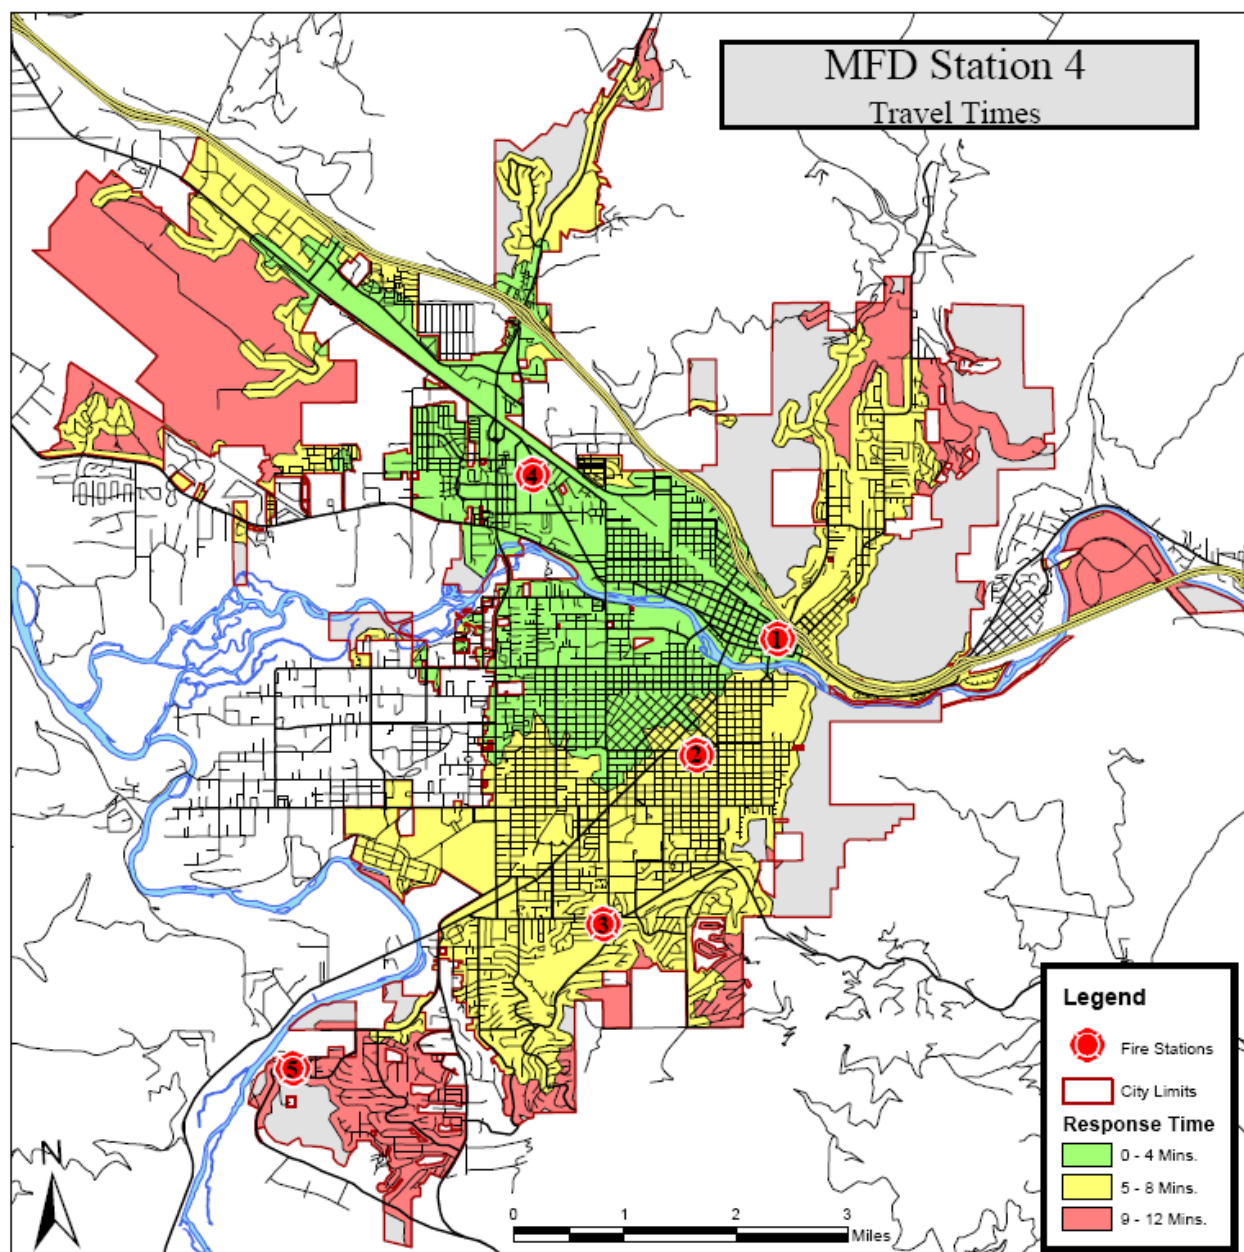 MFD Station 4
Travel Times
4
1
2
3
5
Legend
Fire Stations
City Limits
Response Time
0 - 4 Mins.
5 - 8 Mins.
9 - 12 Mins.
N
0 1 2 3
Miles